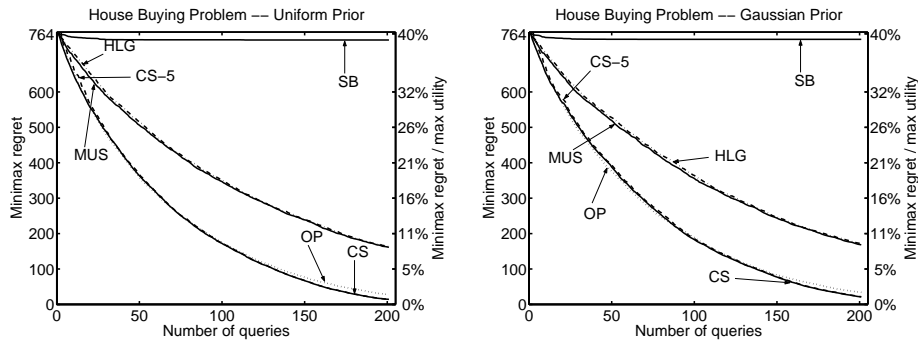 House Buying Problem −− Uniform Prior
764
600
500
400
300
200
100
0
Minimax regret
40%
32%
26%
21%
16%
11%
5%
0%
Minimax regret / max utility
HLG
CS−5
SB
MUS
OP
CS
0 50 100 150 200
Number of queries
House Buying Problem −− Gaussian Prior
764
600
500
400
300
200
100
0
Minimax regret
40%
32%
26%
21%
16%
11%
5%
0%
Minimax regret / max utility
CS−5
SB
MUS
HLG
OP
CS
0 50 100 150 200
Number of queries